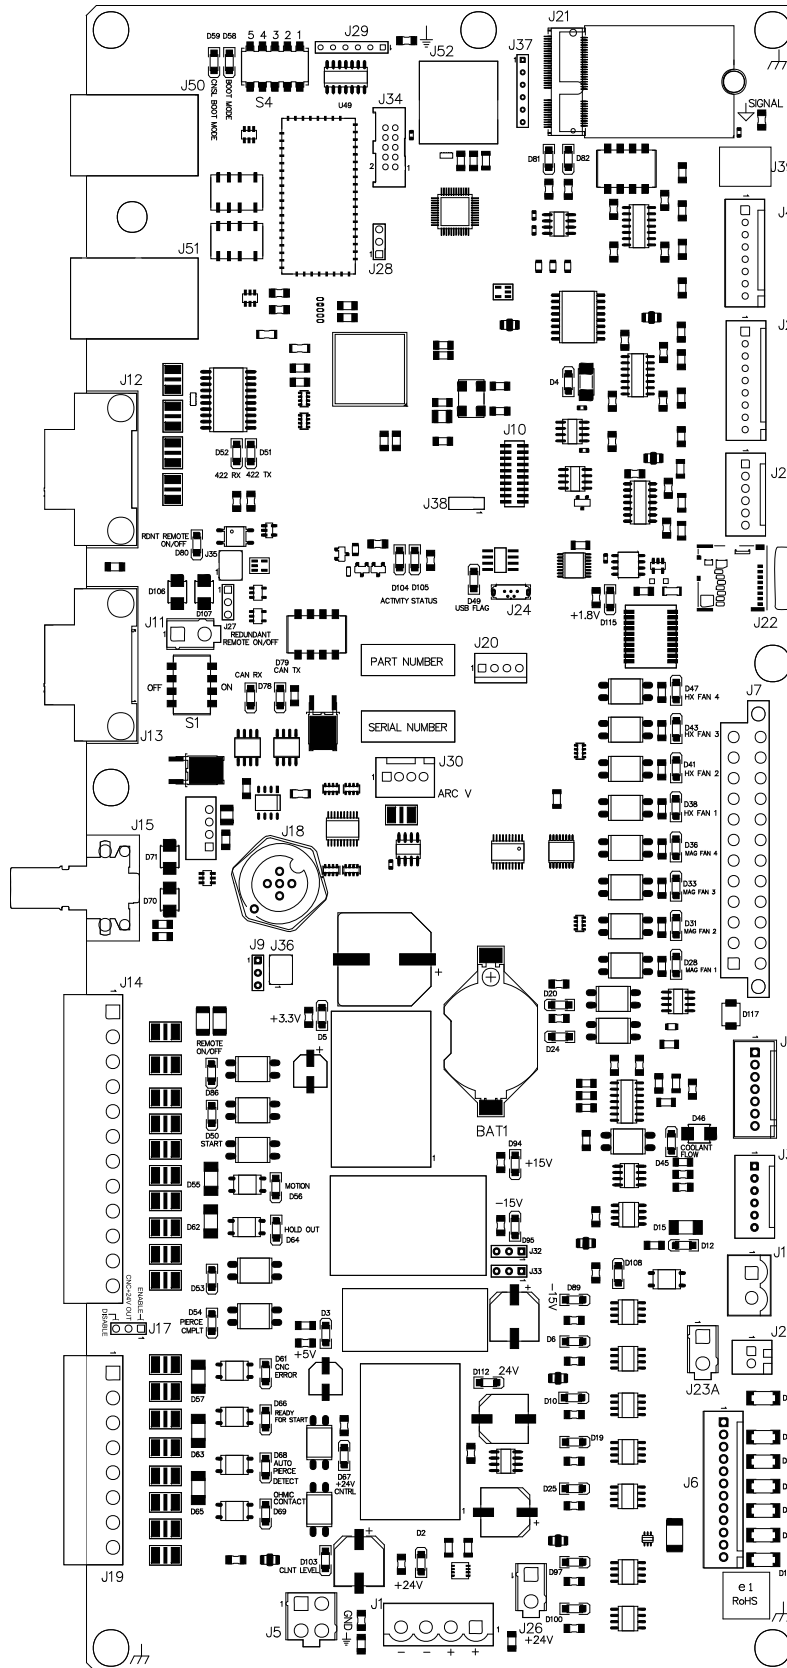 D59 D58
5 4 3 2 1
J29
J52
J37
J21
CNSL BOOT MODE
BOOT MODE
S4
U49
J34
J50
SIGNAL
2 1
D81 D82
J39
J51
1
J28
D4
J12
D52 D51
422 RX 422 TX
J10
J38
RDNT REMOTE
ON/OFF
D80
J35
D106
D107
J27
D104 D105
ACTIVITY STATUS
D49
USB FLAG
J24
+1.8V
D115
J22
J11
REDUNDANT
REMOTE ON/OFF
D79
CAN TX
PART NUMBER
J20
CAN RX
D78
OFF
ON
S1
J13
SERIAL NUMBER
J7
D47
HX FAN 4
D43
HX FAN 3
D41
HX FAN 2
D38
HX FAN 1
D36
MAG FAN 4
D33
MAG FAN 3
D31
MAG FAN 2
D28
MAG FAN 1
J30
ARC V
J15
J18
D71
D70
J9 J36
J14
+3.3V
D5
D20
D24
D117
REMOTE
ON/OFF
D86
D50
START
BAT1
D94
+15V
D46
COOLANT
FLOW
D45
D55
MOTION
D56
D62
HOLD OUT
D64
-15V
D95
J32
J33
D15
D12
D108
D53
ENABLE
CNC+24V OUT
DISABLE
J17
D54
PIERCE
CMPLT
D3
+5V
-15V
D89
D6
J23A
D61
CNC
ERROR
D57
D66
READY
FOR START
D63
D68
AUTO
PIERCE
DETECT
D65
OHMIC
CONTACT
D69
D67
+24V
CNTRL
D112 24V
D10
D19
D25
J6
J19
D103
CLNT LEVEL
D2
+24V
D97
D100
e1
RoHS
J5
GND
J1
- - + +
J26
+24V